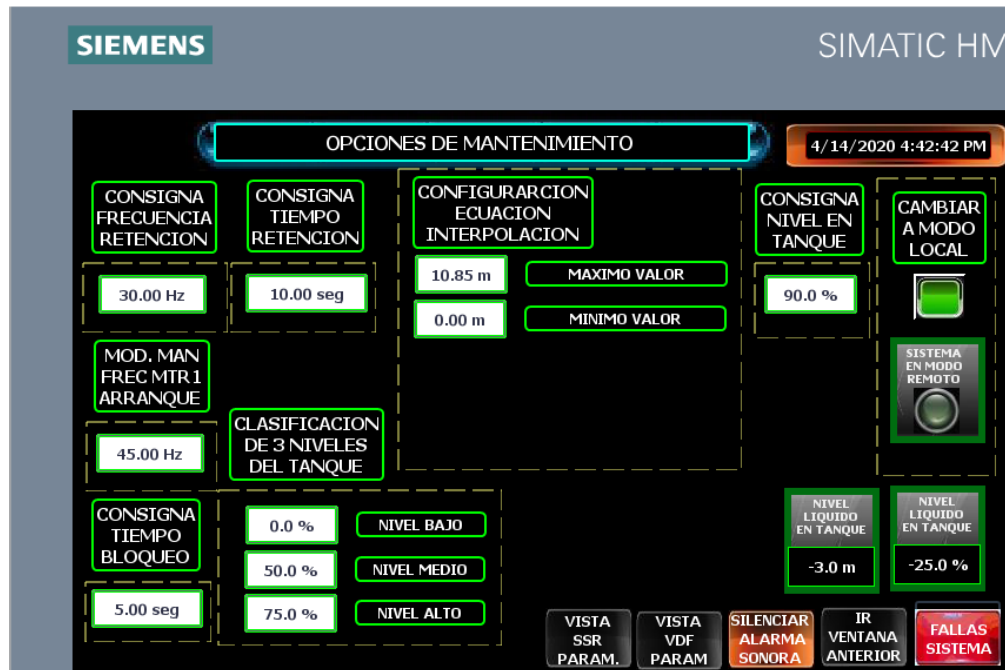 SIEMENS
SIMATIC HM
OPCIONES DE MANTENIMIENTO
4/14/2020 4:42:42 PM
CONSIGNA
FRECUENCIA
RETENCION
30.00 Hz
CONSIGNA
TIEMPO
RETENCION
10.00 seg
CONFIGURARCION
ECUACION
INTERPOLACION
10.85 m
MAXIMO VALOR
0.00 m
MINIMO VALOR
CONSIGNA
NIVEL EN
TANQUE
90.0 %
CAMBIAR
A MODO
LOCAL
SISTEMA
EN MODO
REMOTO
MOD. MAN
FREC MTR1
ARRANQUE
45.00 Hz
CLASIFICACION
DE 3 NIVELES
DEL TANQUE
0.0 %
NIVEL BAJO
50.0 %
NIVEL MEDIO
75.0 %
NIVEL ALTO
CONSIGNA
TIEMPO
BLOQUEO
5.00 seg
NIVEL
LIQUIDO
EN TANQUE
-3.0 m
NIVEL
LIQUIDO
EN TANQUE
-25.0 %
VISTA
SSR
PARAM.
VISTA
VDF
PARAM
SILENCIAR
ALARMA
SONORA
IR
VENTANA
ANTERIOR
FALLAS
SISTEMA